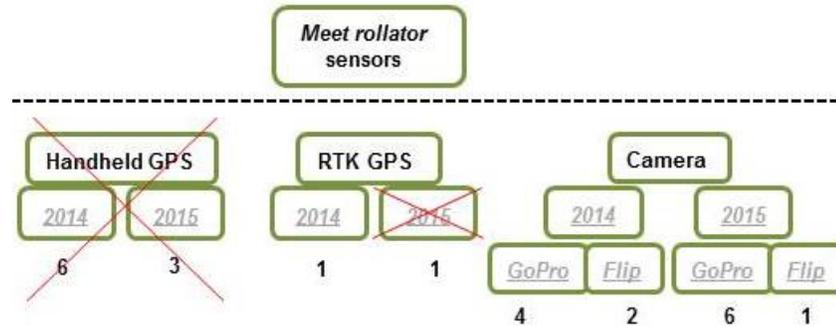 Meet rollator
sensors
Handheld GPS
RTK GPS
Camera
2014
2015
2014
2015
2014
2015
6
3
1
1
GoPro
Flip
GoPro
Flip
4
2
6
1